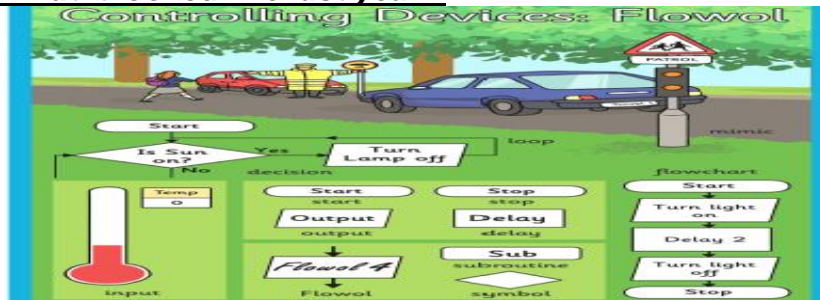 Controlling Devices: Flowol
PATROL
mimic
Start
Is Sun
on?
Yes
No
decision
Turn
Lamp off
loop
Temp
0
input
Start
start
Stop
stop
Output
output
Delay
delay
Flowol 4
Flowol
Sub
subroutine
symbol
flowchart
Start
Turn light
on
Delay 2
Turn light
off
Stop